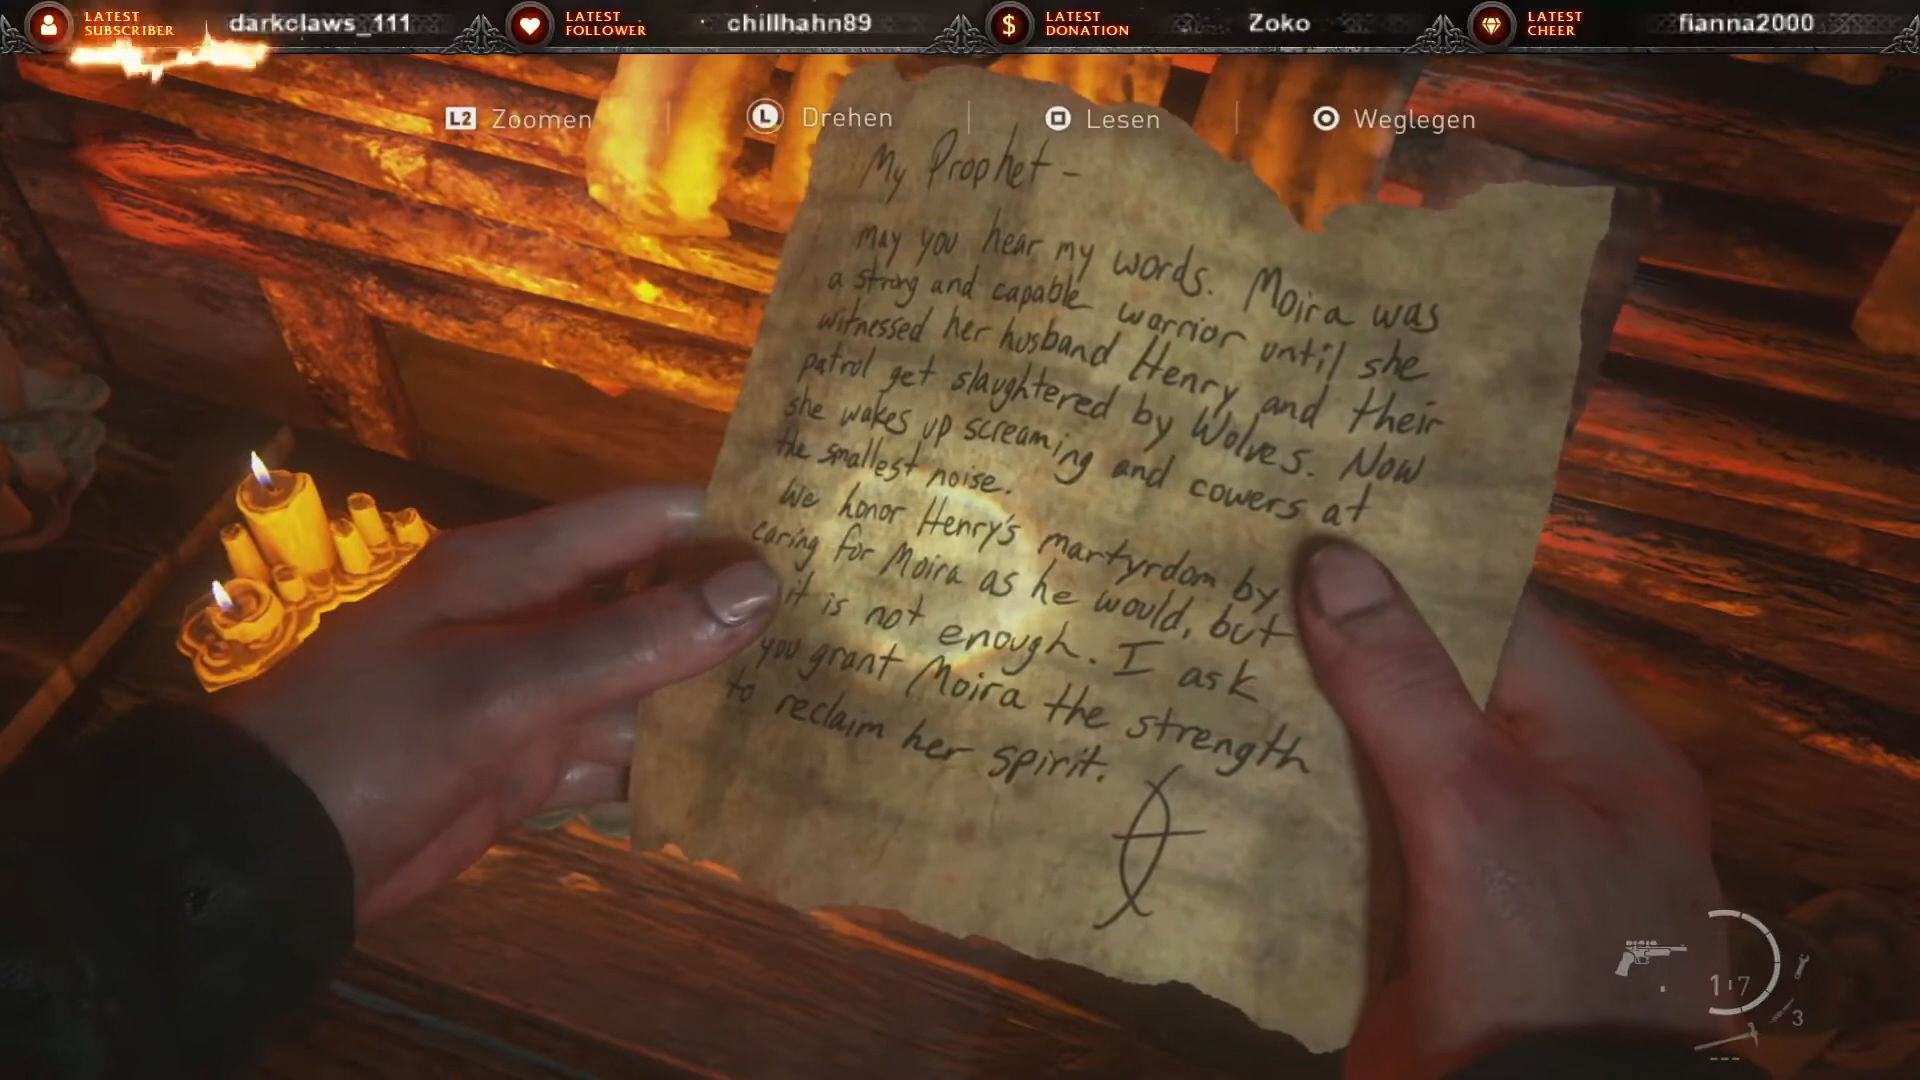 LATEST SUBSCRIBER darkclaws_111
LATEST FOLLOWER chillhahn89
LATEST DONATION Zoko
LATEST CHEER fianna2000
L2 Zoomen
L Drehen
Lesen
Weglegen
My Prophet -
may you hear my words. Moira was
a strong and capable warrior until she
witnessed her husband Henry and their
patrol get slaughtered by Wolves. Now
she wakes up screaming and cowers at
the smallest noise.
We honor Henry's martyrdom by
caring for Moira as he would, but
it is not enough. I ask
you grant Moira the strength
to reclaim her spirit.
1 7
3